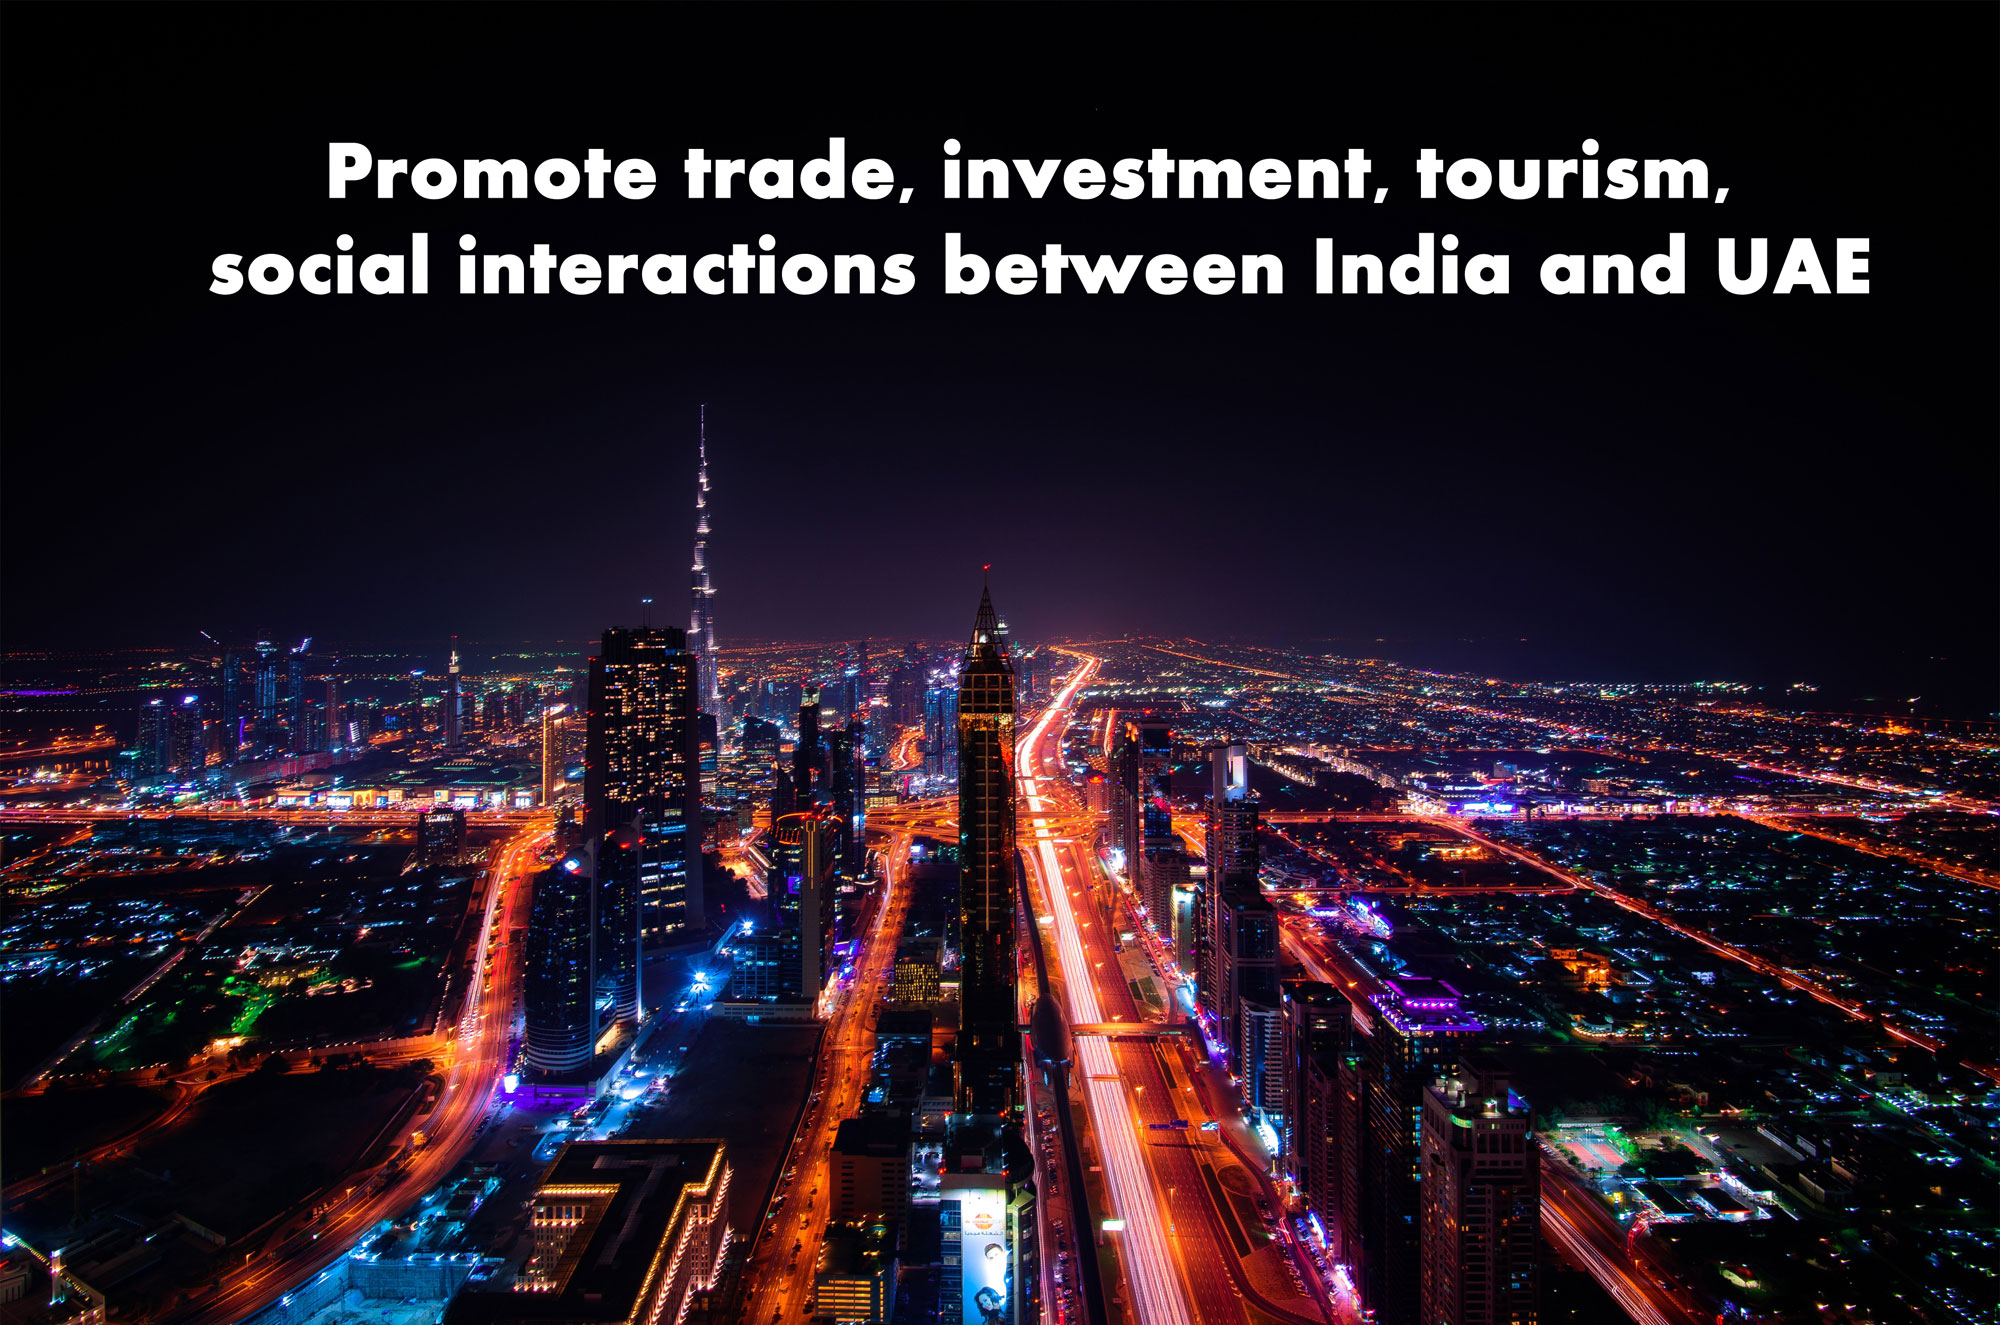 Promote trade, investment, tourism,
social interactions between India and UAE